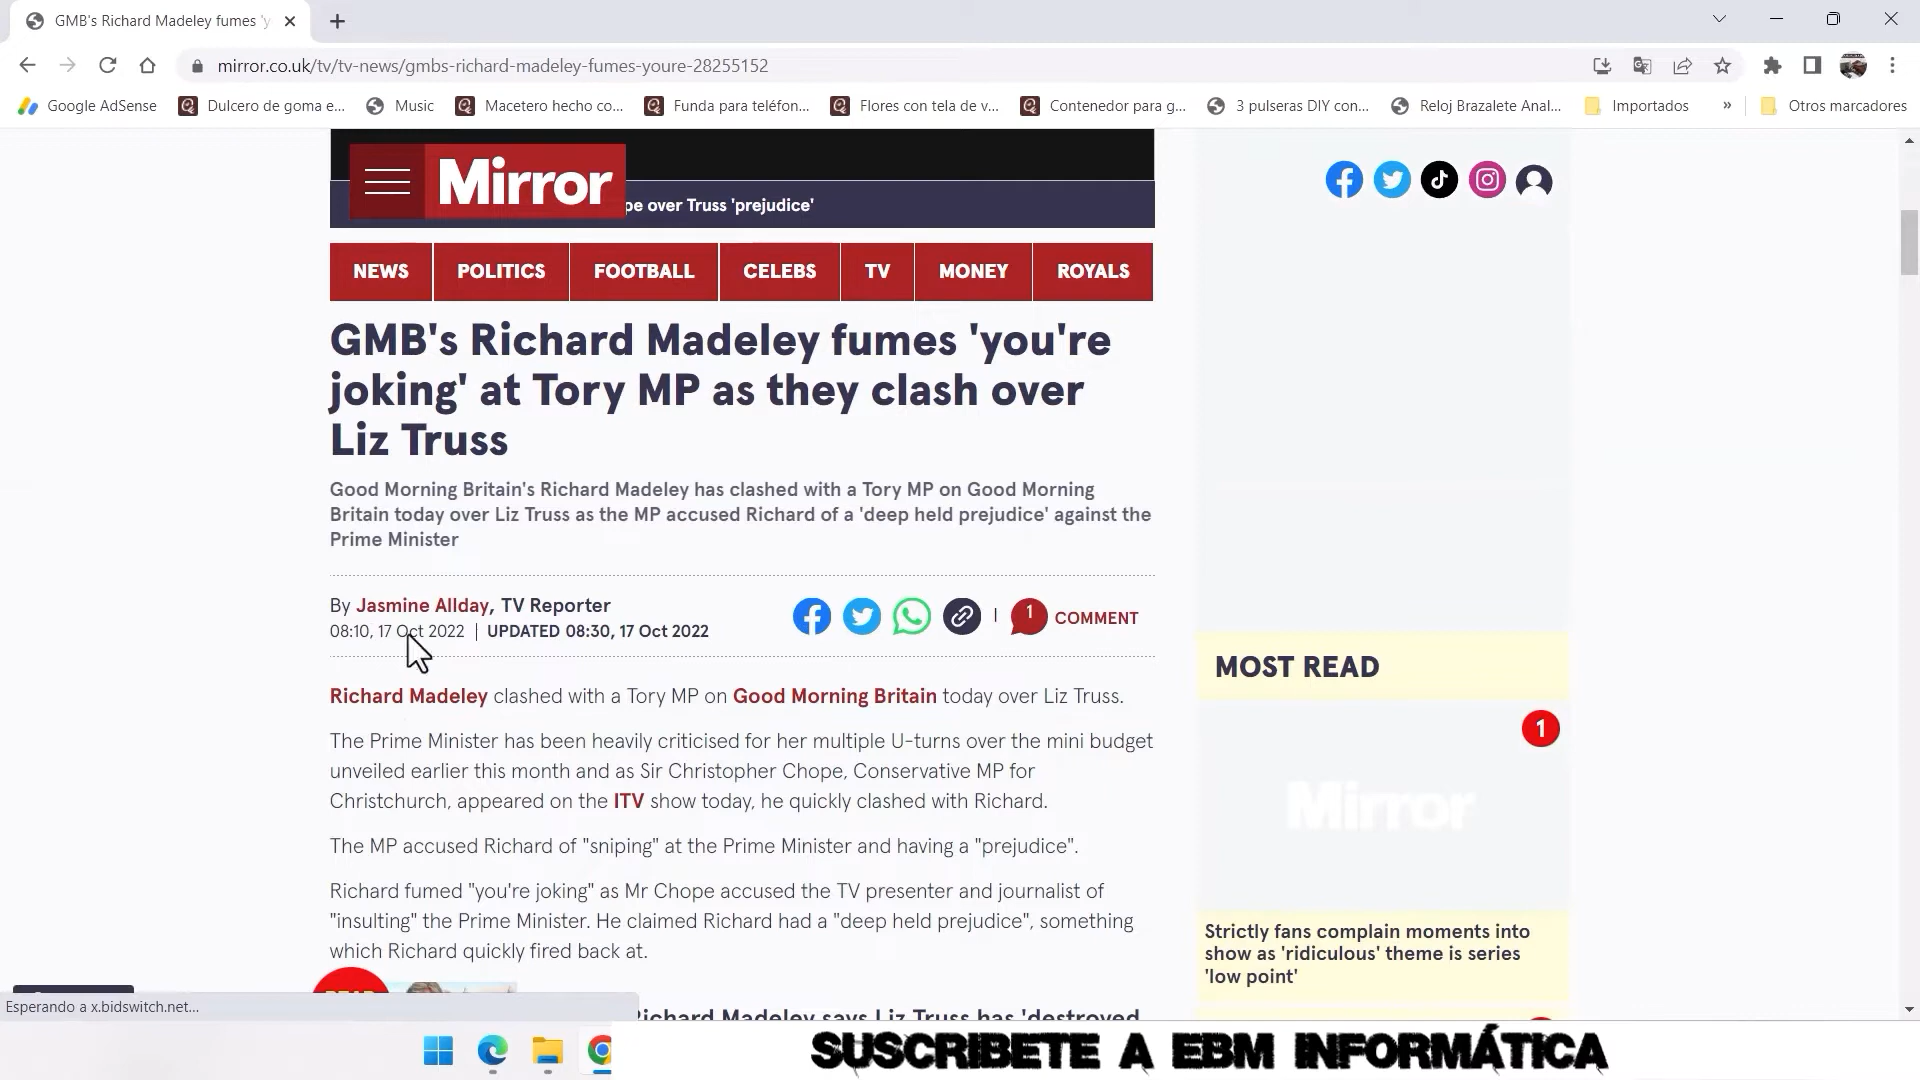 GMB's Richard Madeley fumes 'y
mirror.co.uk/tv/tv-news/gmbs-richard-madeley-fumes-youre-28255152
Google AdSense
Dulcero de goma e...
Music
Macetero hecho co...
Funda para teléfon...
Flores con tela de v...
Contenedor para g...
3 pulseras DIY con...
Reloj Brazalete Anal...
Importados
»
Otros marcadores
Mirror
pe over Truss 'prejudice'
NEWS
POLITICS
FOOTBALL
CELEBS
TV
MONEY
ROYALS
GMB's Richard Madeley fumes 'you're
joking' at Tory MP as they clash over
Liz Truss
Good Morning Britain's Richard Madeley has clashed with a Tory MP on Good Morning
Britain today over Liz Truss as the MP accused Richard of a 'deep held prejudice' against the
Prime Minister
By Jasmine Allday, TV Reporter
08:10, 17 Oct 2022 | UPDATED 08:30, 17 Oct 2022
1 COMMENT
Richard Madeley clashed with a Tory MP on Good Morning Britain today over Liz Truss.
The Prime Minister has been heavily criticised for her multiple U-turns over the mini budget
unveiled earlier this month and as Sir Christopher Chope, Conservative MP for
Christchurch, appeared on the ITV show today, he quickly clashed with Richard.
The MP accused Richard of "sniping" at the Prime Minister and having a "prejudice".
Richard fumed "you're joking" as Mr Chope accused the TV presenter and journalist of
"insulting" the Prime Minister. He claimed Richard had a "deep held prejudice", something
which Richard quickly fired back at.
Richard Madeley says Liz Truss has 'destroyed
MOST READ
1
Mirror
Strictly fans complain moments into
show as 'ridiculous' theme is series
'low point'
Esperando a x.bidswitch.net...
SUSCRIBETE A EBM INFORMÁTICA